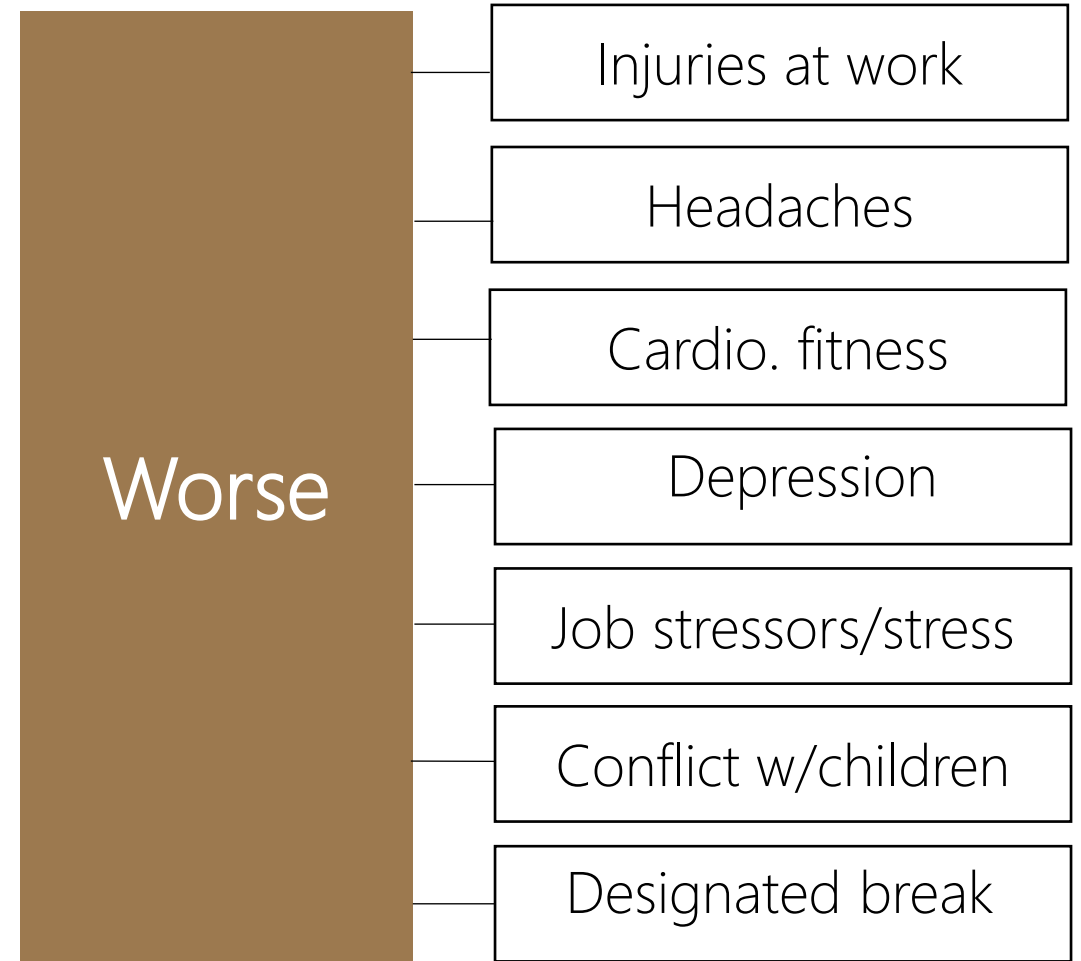 Worse
Injuries at work
Headaches
Cardio. fitness
Depression
Job stressors/stress
Conflict w/children
Designated break